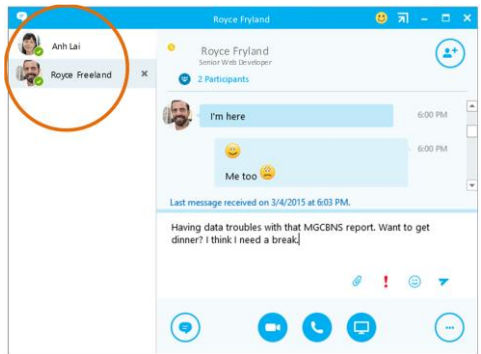 Royce Fryland
Anh Lai
Royce Freeland
Royce Fryland
Senior Web Developer
2 Participants
I'm here
6:00 PM
6:00 PM
Me too
Last message received on 3/4/2015 at 6:03 PM.
Having data troubles with that MGCBNS report. Want to get
dinner? I think I need a break.